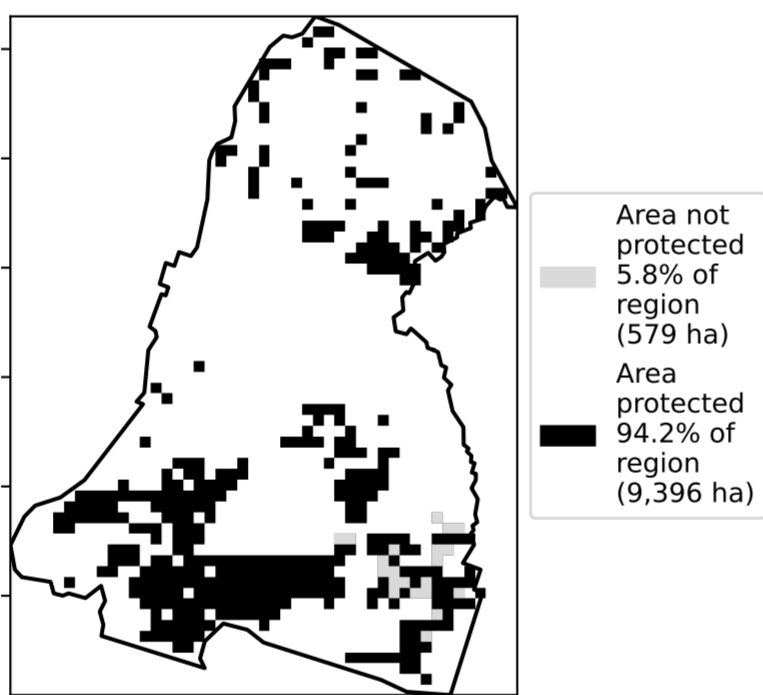 Area not
protected
5.8% of
region
(579 ha)
Area
protected
94.2% of
region
(9,396 ha)